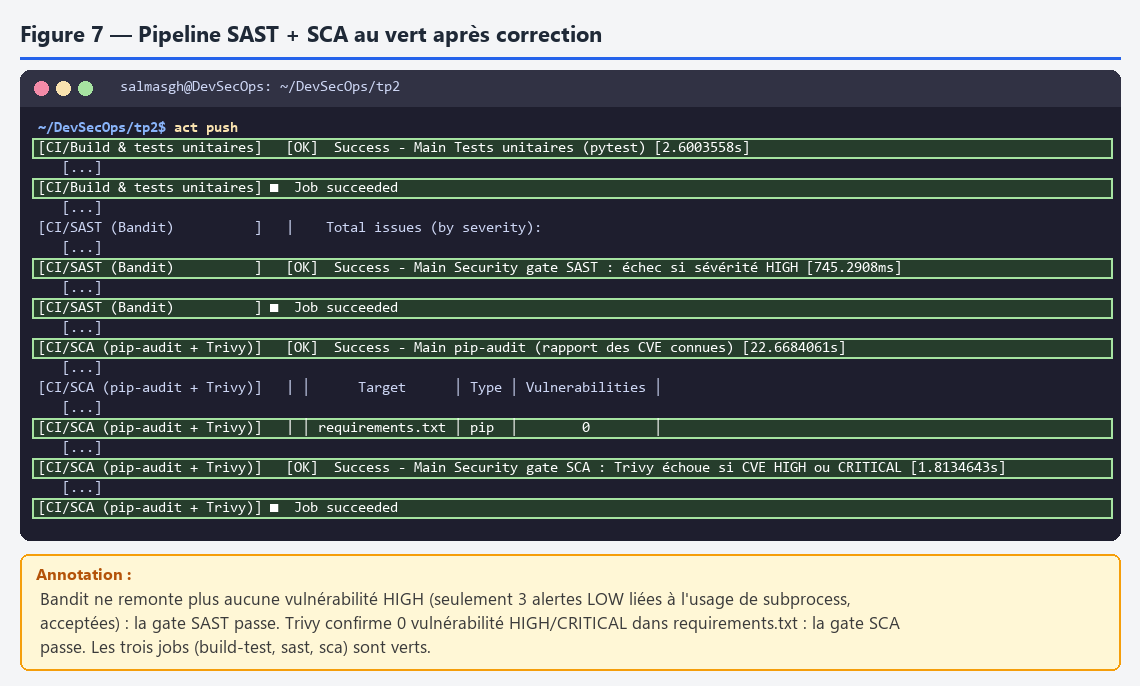 Figure 7 — Pipeline SAST + SCA au vert après correction
salmasgh@DevSecOps: ~/DevSecOps/tp2
~/DevSecOps/tp2$ act push
[CI/Build & tests unitaires]   [OK]  Success - Main Tests unitaires (pytest) [2.6003558s]
[...]
[CI/Build & tests unitaires] ■  Job succeeded
[...]
[CI/SAST (Bandit)          ]   |    Total issues (by severity):
[...]
[CI/SAST (Bandit)          ]   [OK]  Success - Main Security gate SAST : échec si sévérité HIGH [745.2908ms]
[...]
[CI/SAST (Bandit)          ] ■  Job succeeded
[...]
[CI/SCA (pip-audit + Trivy)]   [OK]  Success - Main pip-audit (rapport des CVE connues) [22.6684061s]
[...]
[CI/SCA (pip-audit + Trivy)]   | │      Target      │ Type │ Vulnerabilities │
[...]
[CI/SCA (pip-audit + Trivy)]   | │ requirements.txt │ pip  │        0        │
[...]
[CI/SCA (pip-audit + Trivy)]   [OK]  Success - Main Security gate SCA : Trivy échoue si CVE HIGH ou CRITICAL [1.8134643s]
[...]
[CI/SCA (pip-audit + Trivy)] ■  Job succeeded
Annotation :
Bandit ne remonte plus aucune vulnérabilité HIGH (seulement 3 alertes LOW liées à l'usage de subprocess,
acceptées) : la gate SAST passe. Trivy confirme 0 vulnérabilité HIGH/CRITICAL dans requirements.txt : la gate SCA
passe. Les trois jobs (build-test, sast, sca) sont verts.